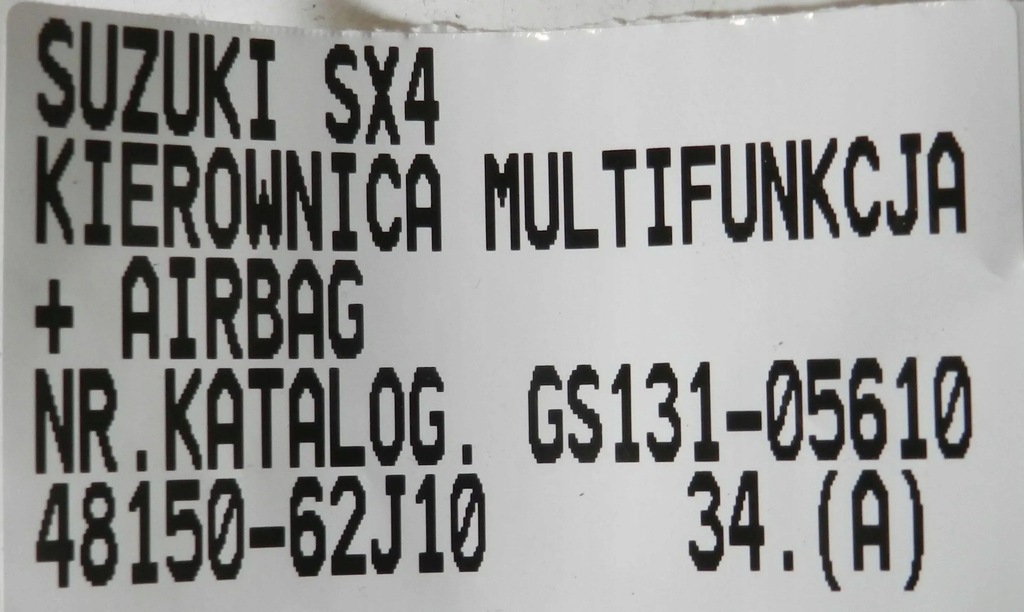 SUZUKI SX4
KIEROWNICA MULTIFUNKCJA
+ AIRBAG
NR.KATALOG. GS131-05610
48150-62J10 34.(A)